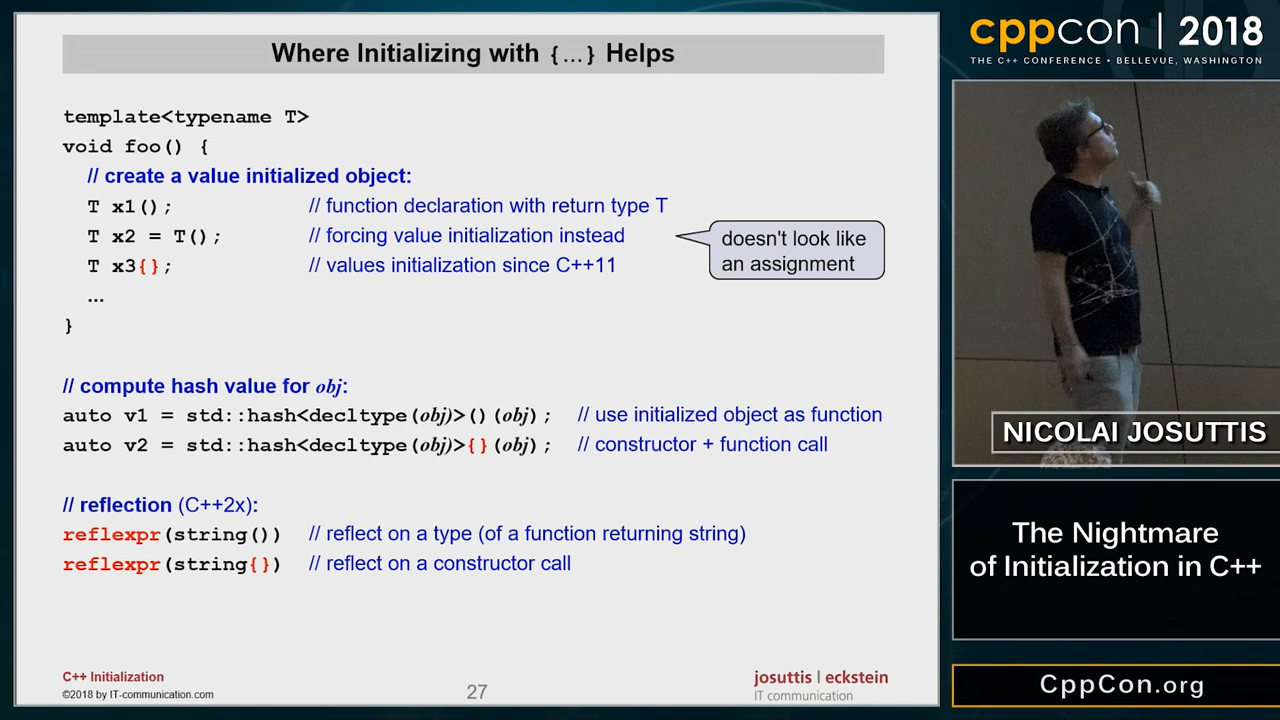 Where Initializing with {…} Helps
template<typename T>
void foo() {
// create a value initialized object:
T x1(); // function declaration with return type T
T x2 = T(); // forcing value initialization instead
T x3{}; // values initialization since C++11
...
}
doesn't look like
an assignment
// compute hash value for obj:
auto v1 = std::hash<decltype(obj)>()(obj); // use initialized object as function
auto v2 = std::hash<decltype(obj)>{}(obj); // constructor + function call
// reflection (C++2x):
reflexpr(string()) // reflect on a type (of a function returning string)
reflexpr(string{}) // reflect on a constructor call
C++ Initialization
©2018 by IT-communication.com
27
josuttis | eckstein
IT communication
cppcon | 2018
THE C++ CONFERENCE • BELLEVUE, WASHINGTON
NICOLAI JOSUTTIS
The Nightmare
of Initialization in C++
CppCon.org